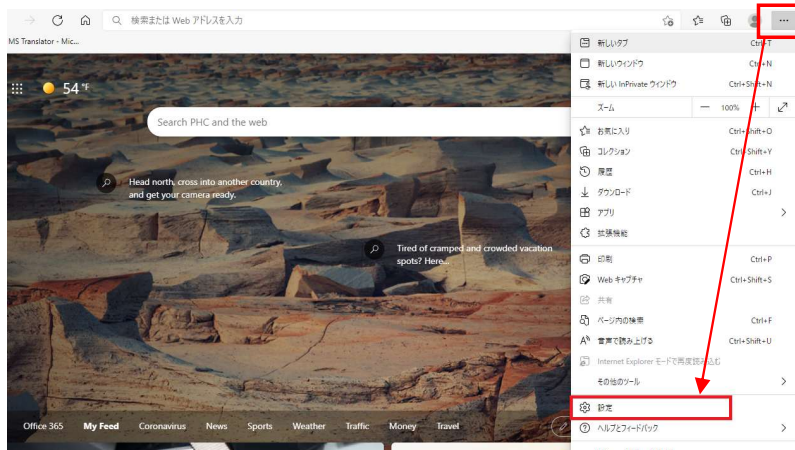 検索または Web アドレスを入力
MS Translator - Mic...
54 °F
Search PHC and the web
Head north, cross into another country,
and get your camera ready.
Tired of cramped and crowded vacation
spots? Here...
Office 365 My Feed Coronavirus News Sports Weather Traffic Money Travel
新しいタブ Ctrl+T
新しいウィンドウ Ctrl+N
新しい InPrivate ウィンドウ Ctrl+Shift+N
ズーム — 100% +
お気に入り Ctrl+Shift+O
コレクション Ctrl+Shift+Y
履歴 Ctrl+H
ダウンロード Ctrl+J
アプリ
拡張機能
印刷 Ctrl+P
Web キャプチャ Ctrl+Shift+S
共有
ページ内の検索 Ctrl+F
音声で読み上げる Ctrl+Shift+U
Internet Explorer モードで再度読み込む
その他のツール
設定
ヘルプとフィードバック